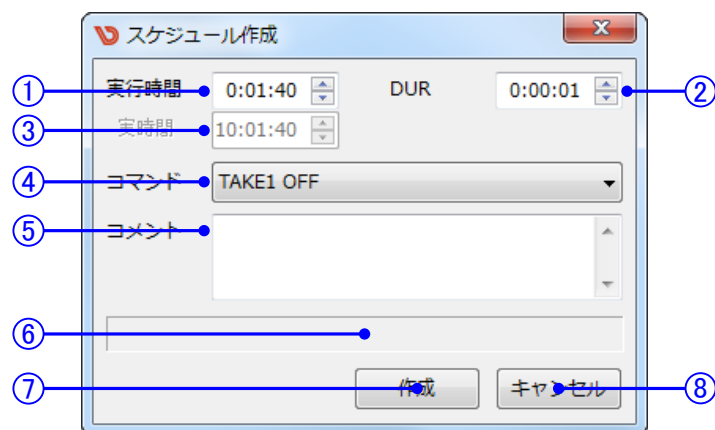 スケジュール作成
① 実行時間 0:01:40 DUR 0:00:01 ②
③ 実時間 10:01:40
④ コマンド TAKE1 OFF
⑤ コメント
⑥
⑦ 作成 キャンセル ⑧